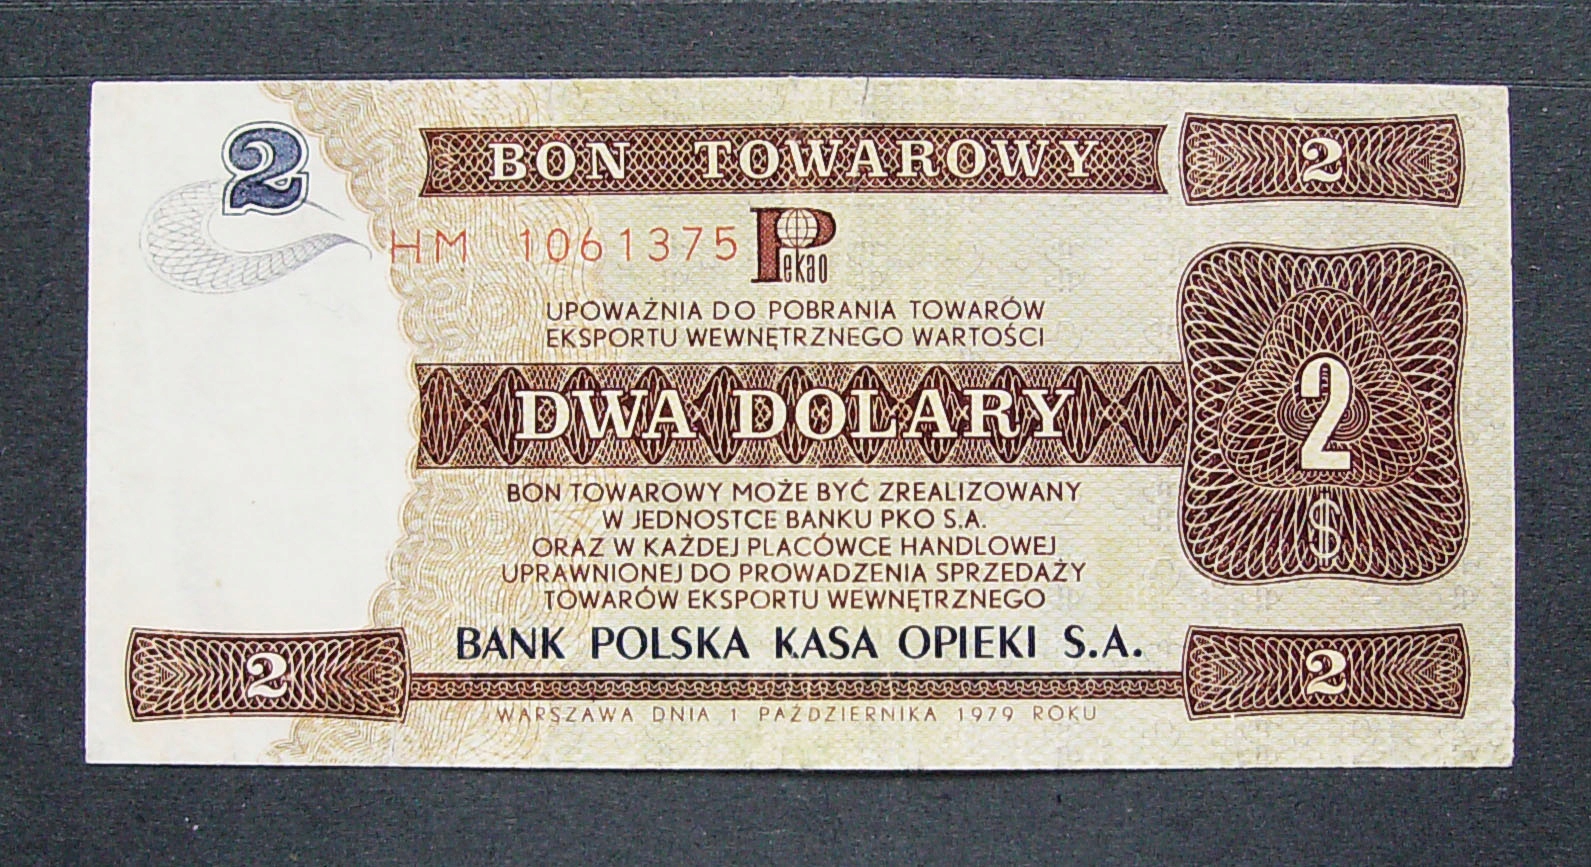 2
BON TOWAROWY
2
HM 1061375
Pekao
UPOWAŻNIA DO POBRANIA TOWARÓW
EKSPORTU WEWNĘTRZNEGO WARTOŚCI
DWA DOLARY
2
$
BON TOWAROWY MOŻE BYĆ ZREALIZOWANY
W JEDNOSTCE BANKU PKO S.A.
ORAZ W KAŻDEJ PLACÓWCE HANDLOWEJ
UPRAWNIONEJ DO PROWADZENIA SPRZEDAŻY
TOWARÓW EKSPORTU WEWNĘTRZNEGO
BANK POLSKA KASA OPIEKI S.A.
2
2
WARSZAWA DNIA 1 PAŹDZIERNIKA 1979 ROKU